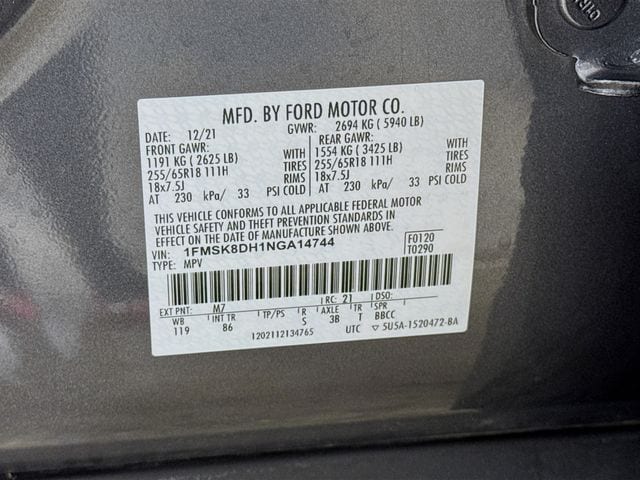 MFD. BY FORD MOTOR CO.
DATE: 12/21 GVWR: 2694 KG ( 5940 LB)
FRONT GAWR: REAR GAWR:
1191 KG ( 2625 LB) WITH 1554 KG ( 3425 LB) WITH
255/65R18 111H TIRES 255/65R18 111H TIRES
18x7.5J RIMS 18x7.5J RIMS
AT 230 kPa/ 33 PSI COLD AT 230 kPa/ 33 PSI COLD
THIS VEHICLE CONFORMS TO ALL APPLICABLE FEDERAL MOTOR
VEHICLE SAFETY AND THEFT PREVENTION STANDARDS IN
EFFECT ON THE DATE OF MANUFACTURE SHOWN ABOVE.
VIN: 1FMSK8DH1NGA14744 F0120
TYPE: MPV T0290
EXT PNT: M7 RC: 21 DSO:
WB INT TR TP/PS R AXLE TR SPR
119 86 S 3B T BBCC
1202112134765 UTC ▽ 5U5A-1520472-BA